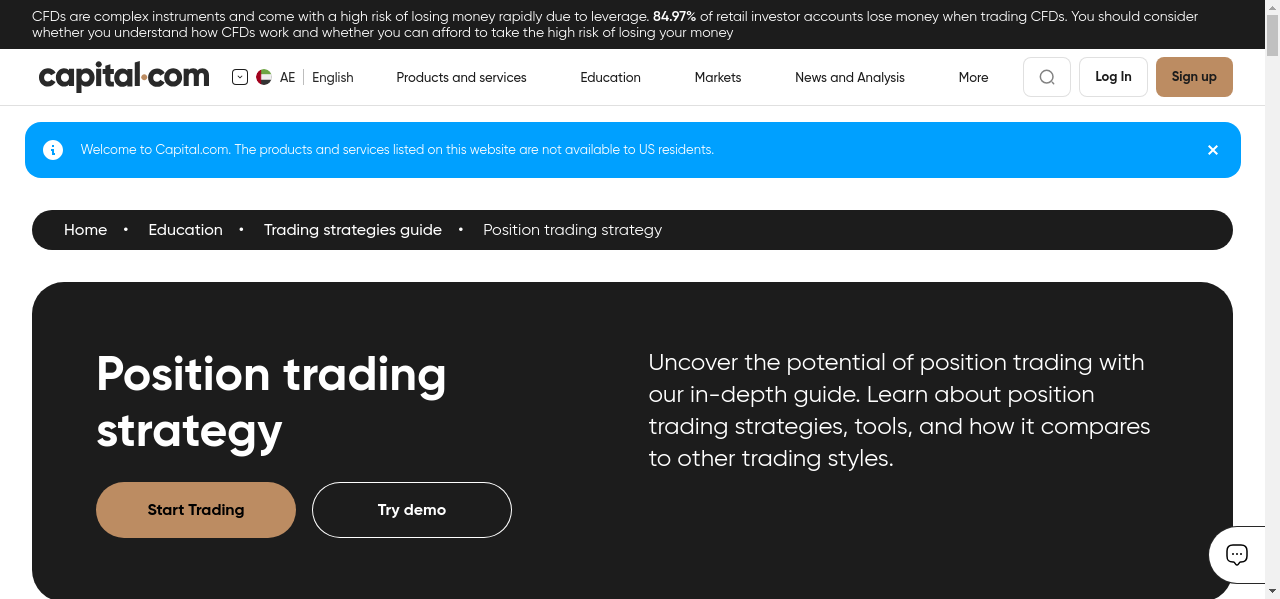 CFDs are complex instruments and come with a high risk of losing money rapidly due to leverage. 84.97% of retail investor accounts lose money when trading CFDs. You should consider
whether you understand how CFDs work and whether you can afford to take the high risk of losing your money
capital.com
AE English
Products and services
Education
Markets
News and Analysis
More
Log In
Sign up
Welcome to Capital.com. The products and services listed on this website are not available to US residents.
Home • Education • Trading strategies guide • Position trading strategy
Position trading
strategy
Start Trading
Try demo
Uncover the potential of position trading with
our in-depth guide. Learn about position
trading strategies, tools, and how it compares
to other trading styles.